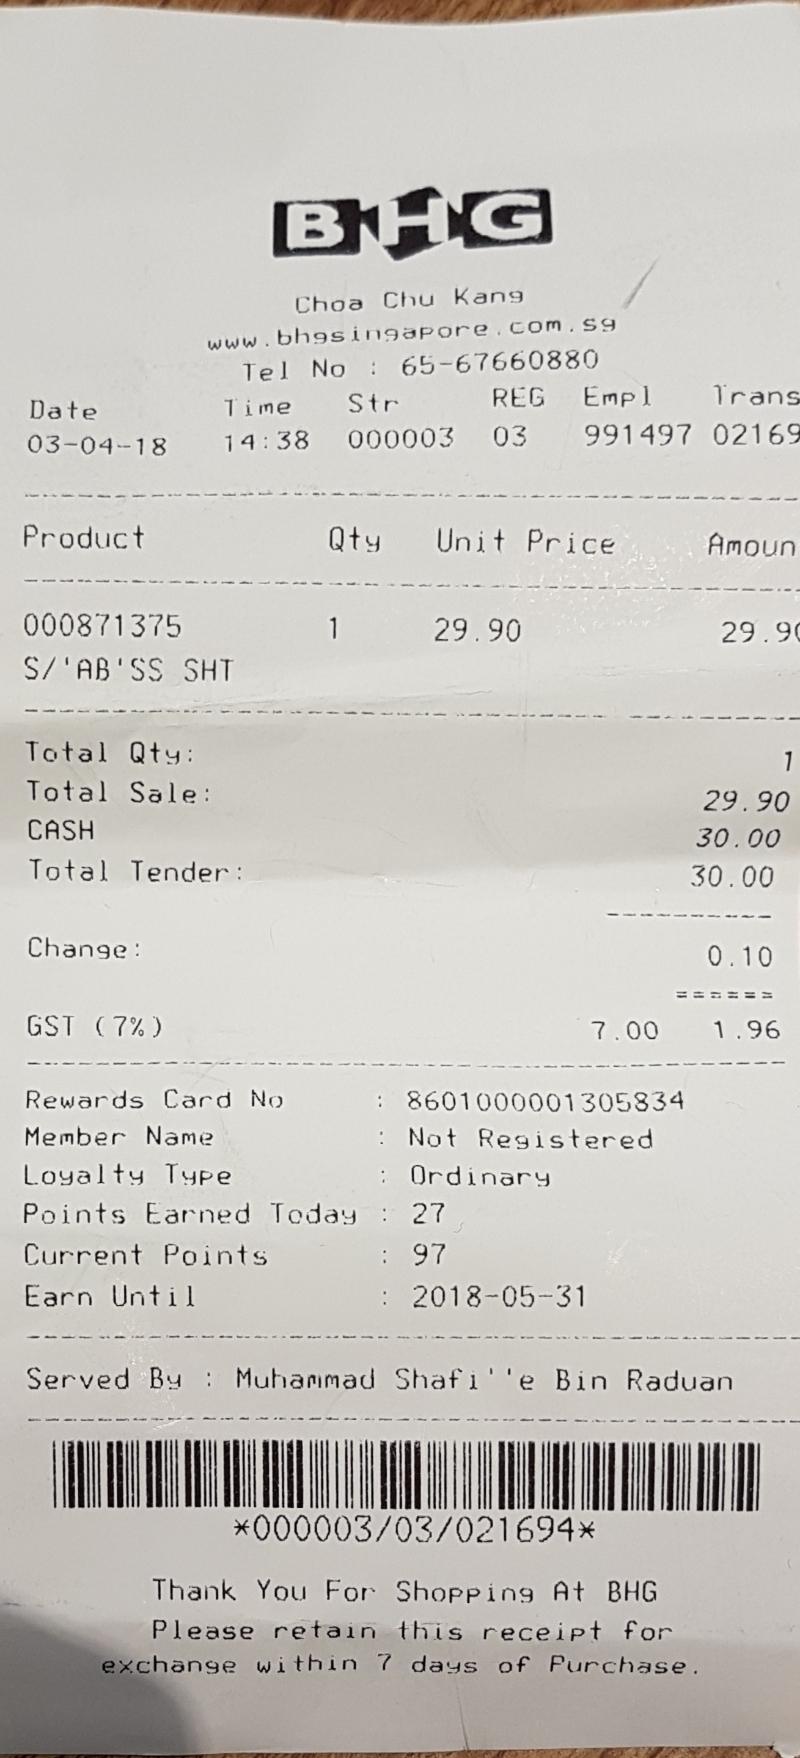 BHG
Choa Chu Kang
www.bhgsingapore.com.sg
Tel No : 65-67660880
Date Time Str REG Empl Trans
03-04-18 14:38 000003 03 991497 02169
Product Qty Unit Price Amoun
000871375 1 29.90 29.90
S/'AB'SS SHT
Total Qty: 1
Total Sale: 29.90
CASH 30.00
Total Tender: 30.00
Change: 0.10
GST (7%) 7.00 1.96
Rewards Card No : 8601000001305834
Member Name : Not Registered
Loyalty Type : Ordinary
Points Earned Today : 27
Current Points : 97
Earn Until : 2018-05-31
Served By : Muhammad Shafi''e Bin Raduan
*000003/03/021694*
Thank You For Shopping At BHG
Please retain this receipt for
exchange within 7 days of Purchase.